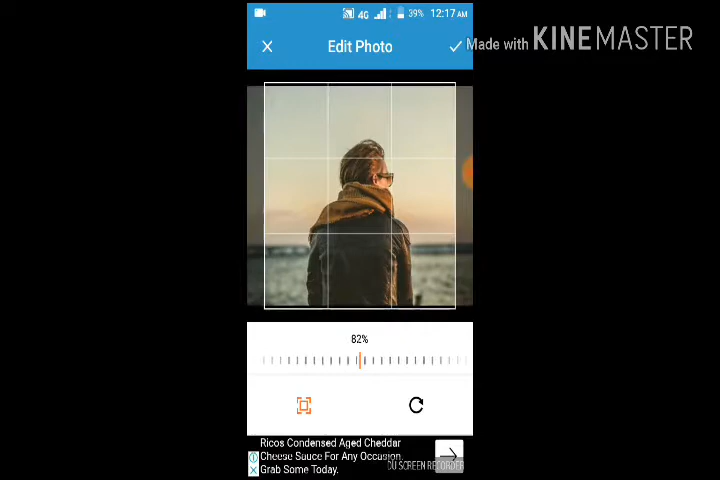 4G 39% 12:17 AM
Edit Photo
Made with KINEMASTER
82%
Ricos Condensed Aged Cheddar
Cheese Sauce For Any Occasion.
Grab Some Today.
DU SCREEN RECORDER